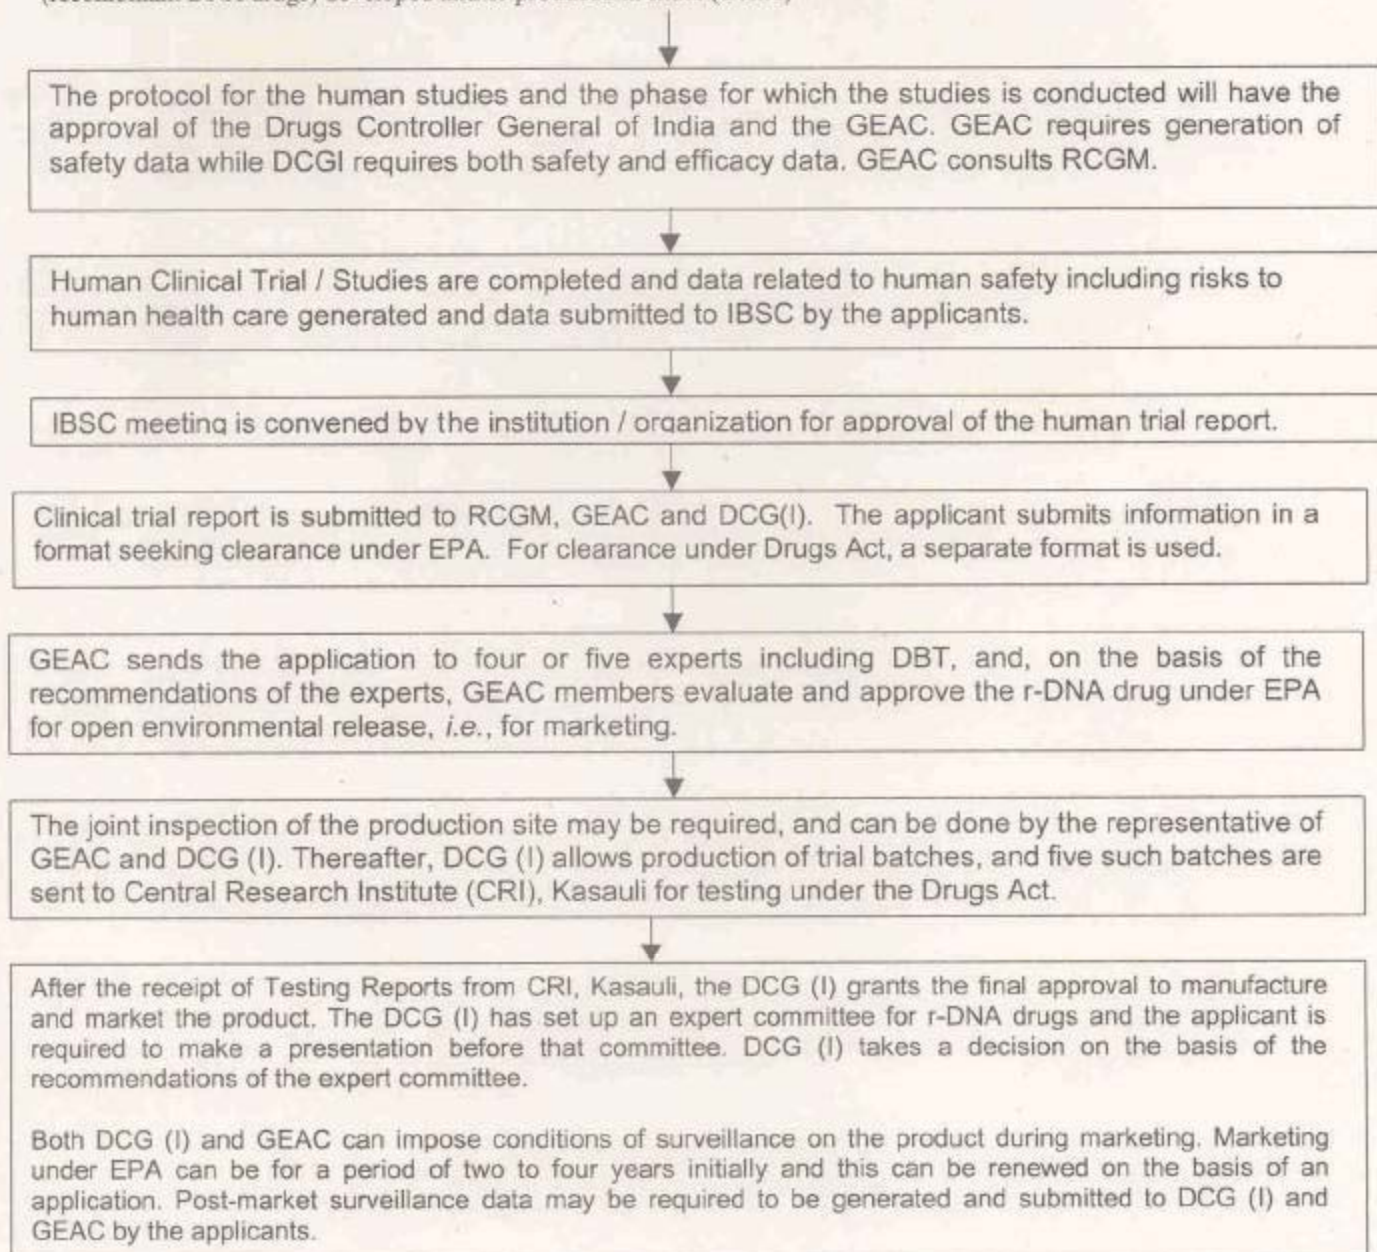 The protocol for the human studies and the phase for which the studies is conducted will have the
approval of the Drugs Controller General of India and the GEAC. GEAC requires generation of
safety data while DCGI requires both safety and efficacy data. GEAC consults RCGM.
Human Clinical Trial / Studies are completed and data related to human safety including risks to
human health care generated and data submitted to IBSC by the applicants.
IBSC meeting is convened by the institution / organization for approval of the human trial report.
Clinical trial report is submitted to RCGM, GEAC and DCG(I). The applicant submits information in a
format seeking clearance under EPA. For clearance under Drugs Act, a separate format is used.
GEAC sends the application to four or five experts including DBT, and, on the basis of the
recommendations of the experts, GEAC members evaluate and approve the r-DNA drug under EPA
for open environmental release, i.e., for marketing.
The joint inspection of the production site may be required, and can be done by the representative of
GEAC and DCG (I). Thereafter, DCG (I) allows production of trial batches, and five such batches are
sent to Central Research Institute (CRI), Kasauli for testing under the Drugs Act.
After the receipt of Testing Reports from CRI, Kasauli, the DCG (I) grants the final approval to manufacture
and market the product. The DCG (I) has set up an expert committee for r-DNA drugs and the applicant is
required to make a presentation before that committee. DCG (I) takes a decision on the basis of the
recommendations of the expert committee.
Both DCG (I) and GEAC can impose conditions of surveillance on the product during marketing. Marketing
under EPA can be for a period of two to four years initially and this can be renewed on the basis of an
application. Post-market surveillance data may be required to be generated and submitted to DCG (I) and
GEAC by the applicants.